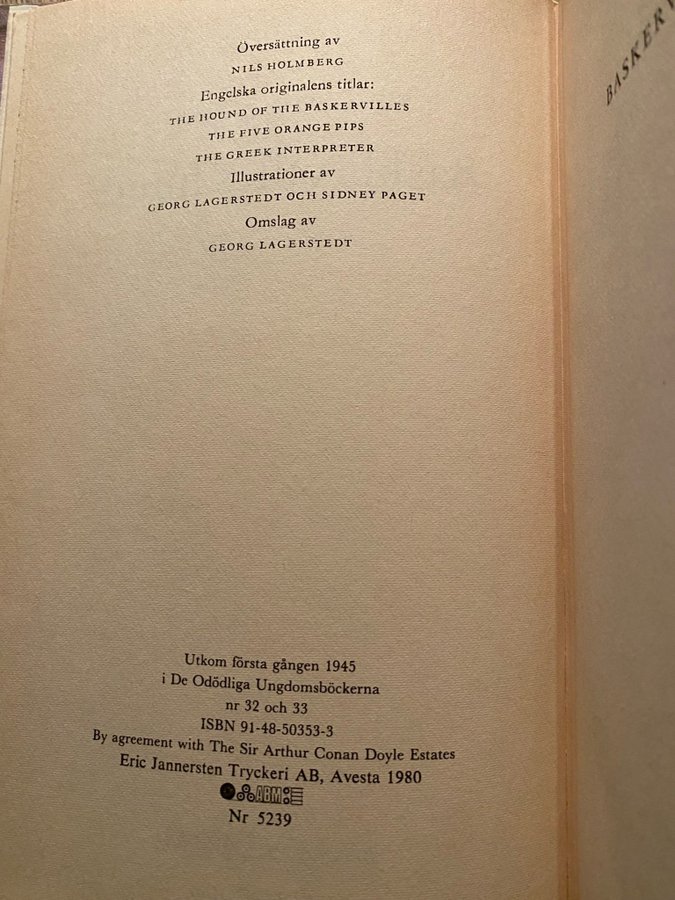 Översättning av
NILS HOLMBERG
Engelska originalens titlar:
THE HOUND OF THE BASKERVILLES
THE FIVE ORANGE PIPS
THE GREEK INTERPRETER
Illustrationer av
GEORG LAGERSTEDT OCH SIDNEY PAGET
Omslag av
GEORG LAGERSTEDT
Utkom första gången 1945
i De Odödliga Ungdomsböckerna
nr 32 och 33
ISBN 91-48-50353-3
By agreement with The Sir Arthur Conan Doyle Estates
Eric Jannersten Tryckeri AB, Avesta 1980
ABM
Nr 5239